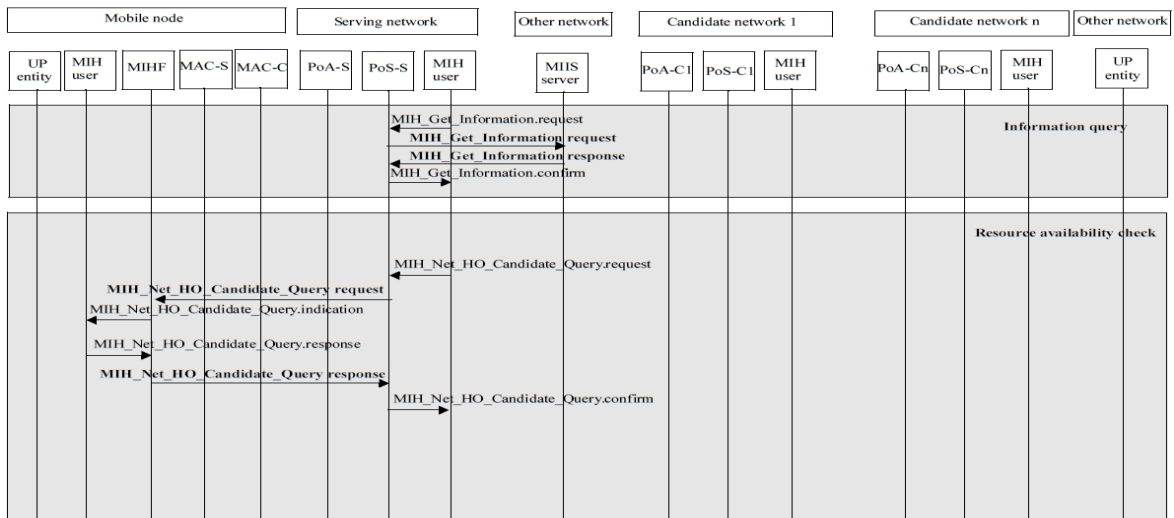 Mobile node
Serving network
Other network
Candidate network 1
Candidate network n
Other network
UP
entity
MIH
user
MIHF
MAC-S
MAC-C
PoA-S
PoS-S
MIH
user
MIIS
server
PoA-C1
PoS-C1
MIH
user
PoA-Cn
PoS-Cn
MIH
user
UP
entity
MIH_Get_Information.request
Information query
MIH_Get_Information request
MIH_Get_Information response
MIH_Get_Information.confirm
Resource availability check
MIH_Net_HO_Candidate_Query.request
MIH_Net_HO_Candidate_Query request
MIH_Net_HO_Candidate_Query.indication
MIH_Net_HO_Candidate_Query.response
MIH_Net_HO_Candidate_Query response
MIH_Net_HO_Candidate_Query.confirm